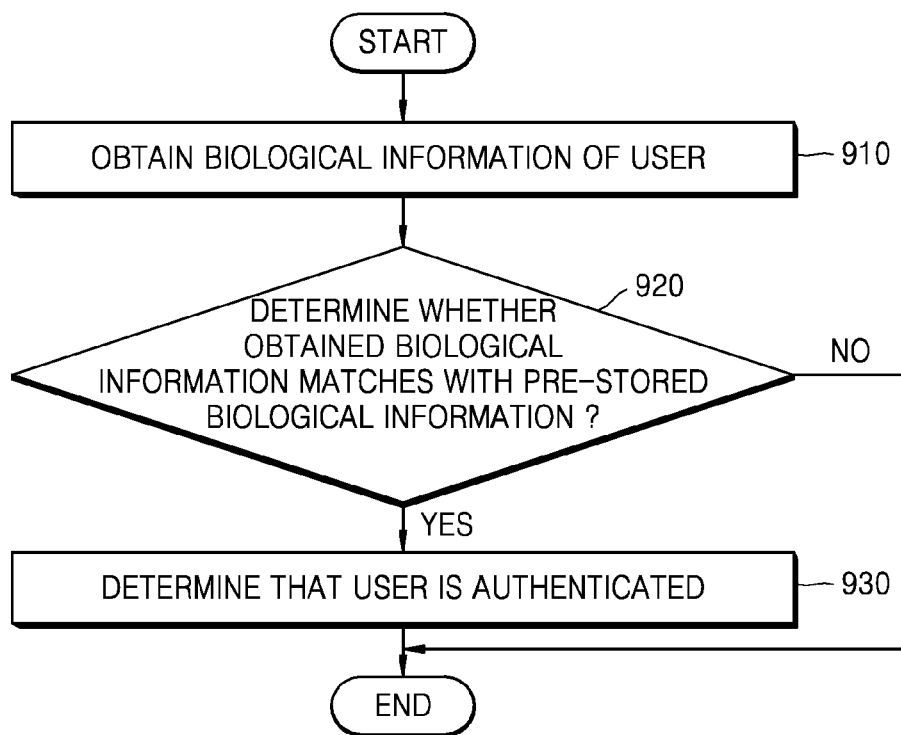 START
OBTAIN BIOLOGICAL INFORMATION OF USER
910
920
DETERMINE WHETHER
OBTAINED BIOLOGICAL
INFORMATION MATCHES WITH PRE-STORED
BIOLOGICAL INFORMATION ?
NO
YES
DETERMINE THAT USER IS AUTHENTICATED
930
END